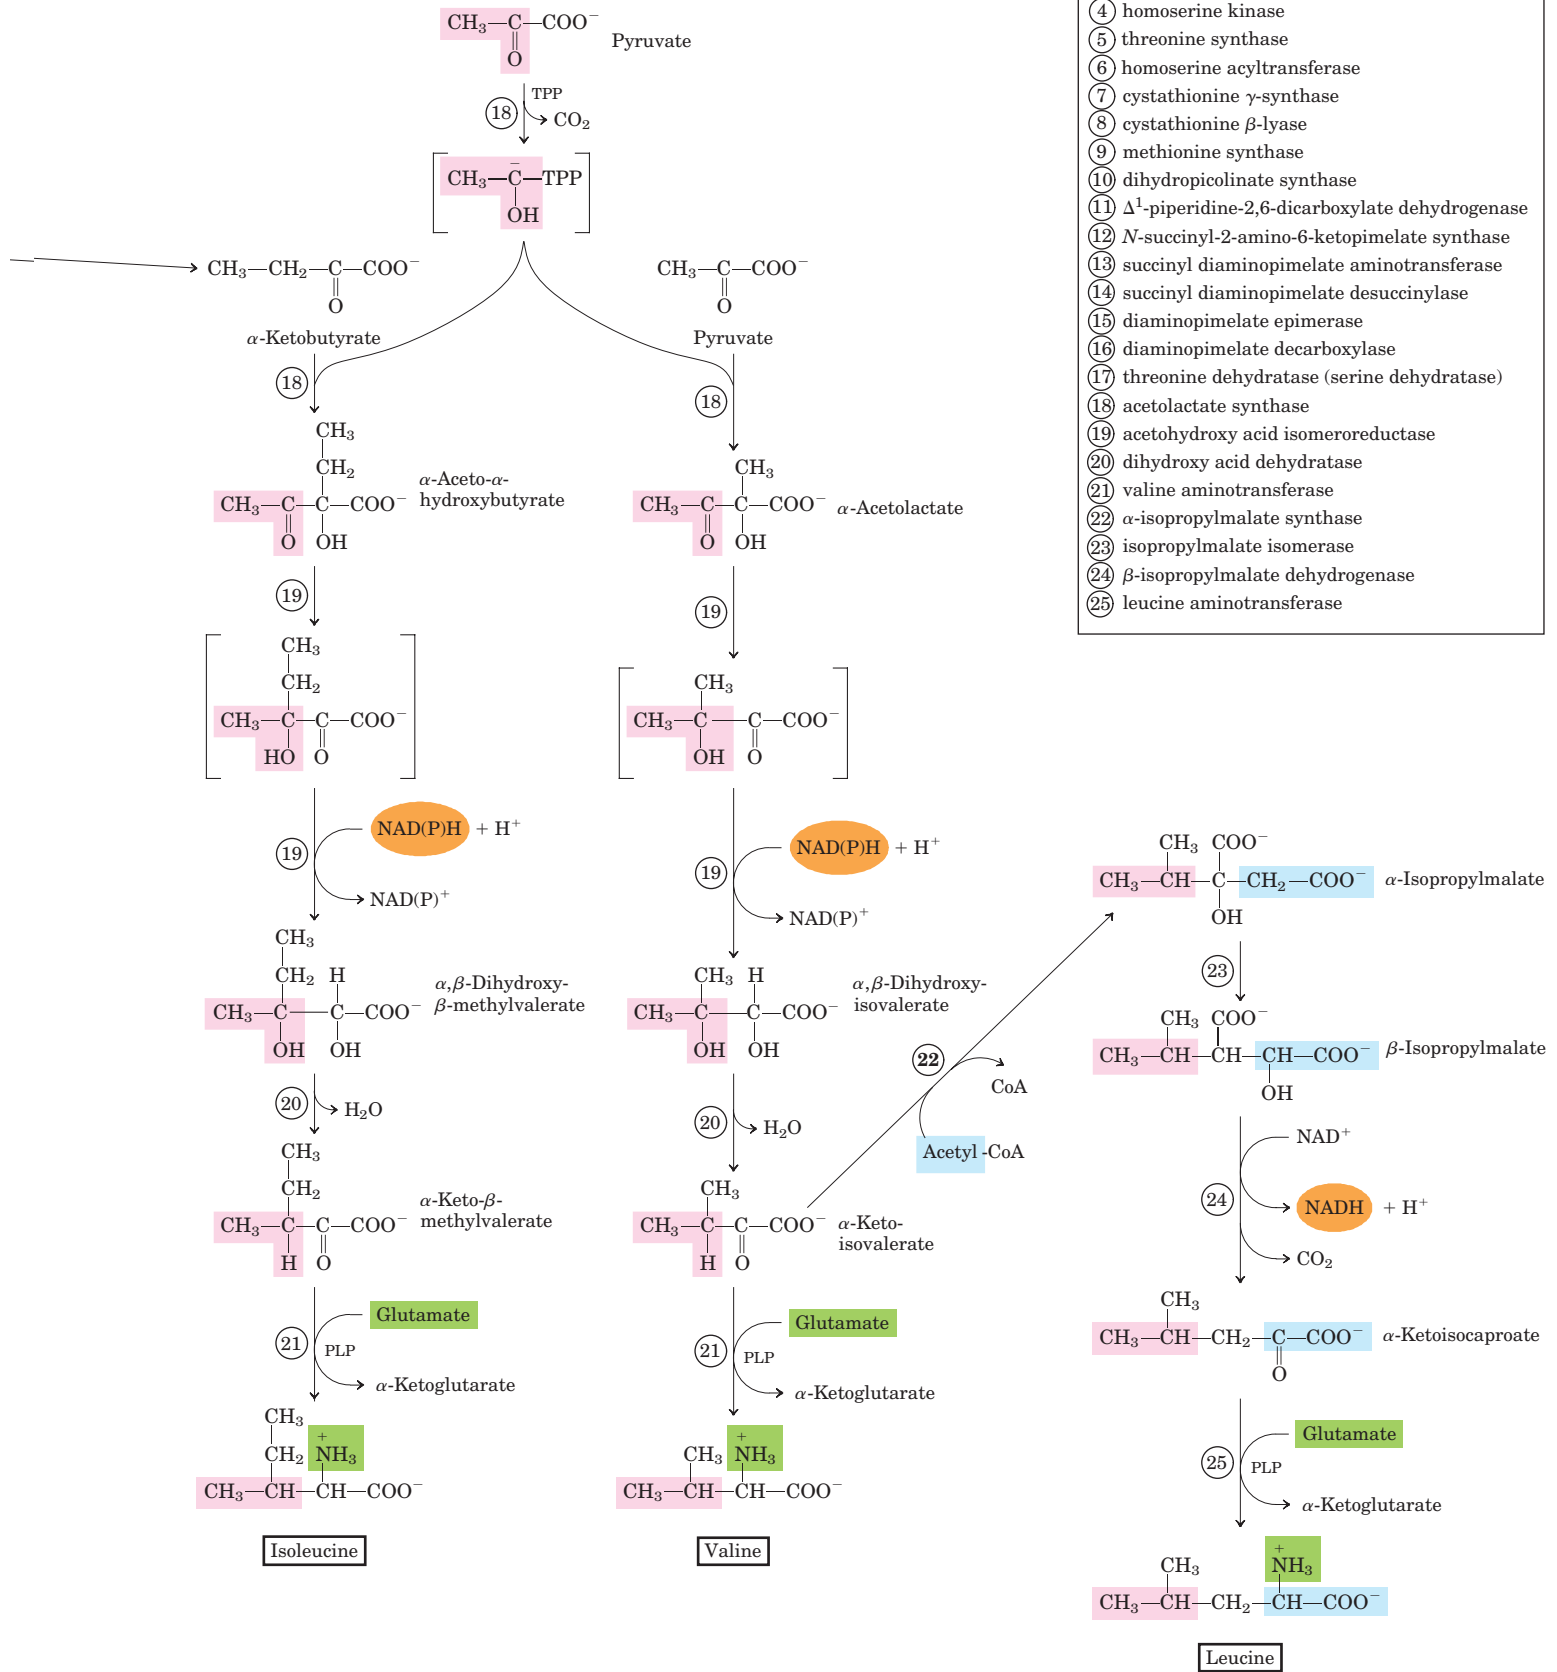 CH₃—C—COO⁻
O
Pyruvate
TPP
18
CO₂
CH₃—C̄—TPP
OH
CH₃—CH₂—C—COO⁻
O
α-Ketobutyrate
CH₃—C—COO⁻
O
Pyruvate
18
CH₃
CH₂
CH₃—C—C—COO⁻
O OH
α-Aceto-α-
hydroxybutyrate
18
CH₃
CH₃—C—C—COO⁻
O OH
α-Acetolactate
19
CH₃
CH₂
CH₃—C—C—COO⁻
HO O
19
CH₃
CH₃—C—C—COO⁻
OH O
19
NAD(P)H + H⁺
NAD(P)⁺
19
NAD(P)H + H⁺
NAD(P)⁺
CH₃
CH₂ H
CH₃—C—C—COO⁻
OH OH
α,β-Dihydroxy-
β-methylvalerate
CH₃ H
CH₃—C—C—COO⁻
OH OH
α,β-Dihydroxy-
isovalerate
20
H₂O
20
H₂O
CH₃
CH₂
CH₃—C—C—COO⁻
H O
α-Keto-β-
methylvalerate
CH₃
CH₃—C—C—COO⁻
H O
α-Keto-
isovalerate
21
Glutamate
PLP
α-Ketoglutarate
21
Glutamate
PLP
α-Ketoglutarate
CH₃
CH₂ N⁺H₃
CH₃—CH—CH—COO⁻
Isoleucine
CH₃ N⁺H₃
CH₃—CH—CH—COO⁻
Valine
22
CoA
Acetyl-CoA
CH₃ COO⁻
CH₃—CH—C—CH₂—COO⁻
OH
α-Isopropylmalate
23
CH₃ COO⁻
CH₃—CH—CH—CH—COO⁻
OH
β-Isopropylmalate
NAD⁺
24
NADH + H⁺
CO₂
CH₃
CH₃—CH—CH₂—C—COO⁻
O
α-Ketoisocaproate
25
Glutamate
PLP
α-Ketoglutarate
CH₃ N⁺H₃
CH₃—CH—CH₂—CH—COO⁻
Leucine
4 homoserine kinase
5 threonine synthase
6 homoserine acyltransferase
7 cystathionine γ-synthase
8 cystathionine β-lyase
9 methionine synthase
10 dihydropicolinate synthase
11 Δ¹-piperidine-2,6-dicarboxylate dehydrogenase
12 N-succinyl-2-amino-6-ketopimelate synthase
13 succinyl diaminopimelate aminotransferase
14 succinyl diaminopimelate desuccinylase
15 diaminopimelate epimerase
16 diaminopimelate decarboxylase
17 threonine dehydratase (serine dehydratase)
18 acetolactate synthase
19 acetohydroxy acid isomeroreductase
20 dihydroxy acid dehydratase
21 valine aminotransferase
22 α-isopropylmalate synthase
23 isopropylmalate isomerase
24 β-isopropylmalate dehydrogenase
25 leucine aminotransferase